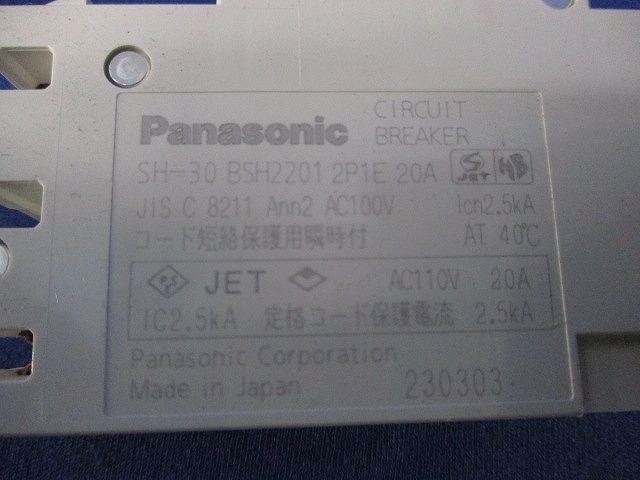 Panasonic CIRCUIT BREAKER
SH-30 BSH2201 2P1E 20A S JET
JIS C 8211 Ann2 AC100V Icn2.5kA
コード短絡保護用瞬時付 AT 40℃
PS E JET AC110V 20A
IC2.5kA 定格コード保護電流 2.5kA
Panasonic Corporation
Made in Japan 230303